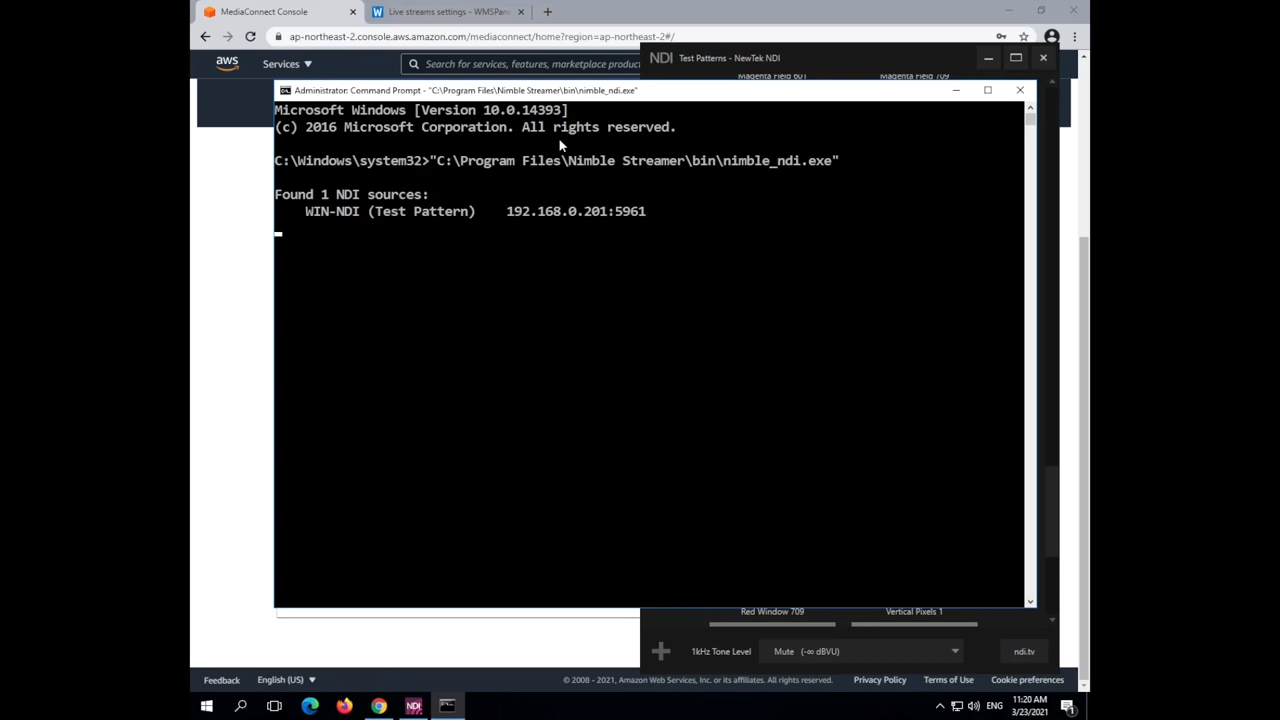 MediaConnect Console
Live streams settings - WMSPan
ap-northeast-2.console.aws.amazon.com/mediaconnect/home?region=ap-northeast-2#/
NDI Test Patterns - NewTek NDI
aws Services Search for services, features, marketplace product
Magenta Field 601 Magenta Field 709
Administrator: Command Prompt - "C:\Program Files\Nimble Streamer\bin\nimble_ndi.exe"
Microsoft Windows [Version 10.0.14393]
(c) 2016 Microsoft Corporation. All rights reserved.
C:\Windows\system32>"C:\Program Files\Nimble Streamer\bin\nimble_ndi.exe"
Found 1 NDI sources:
WIN-NDI (Test Pattern) 192.168.0.201:5961
Red Window 709 Vertical Pixels 1
1kHz Tone Level Mute (-∞ dBVU) ndi.tv
Feedback English (US) © 2008 - 2021, Amazon Web Services, Inc. or its affiliates. All rights reserved. Privacy Policy Terms of Use Cookie preferences
NDI ENG 11:20 AM
3/23/2021 1